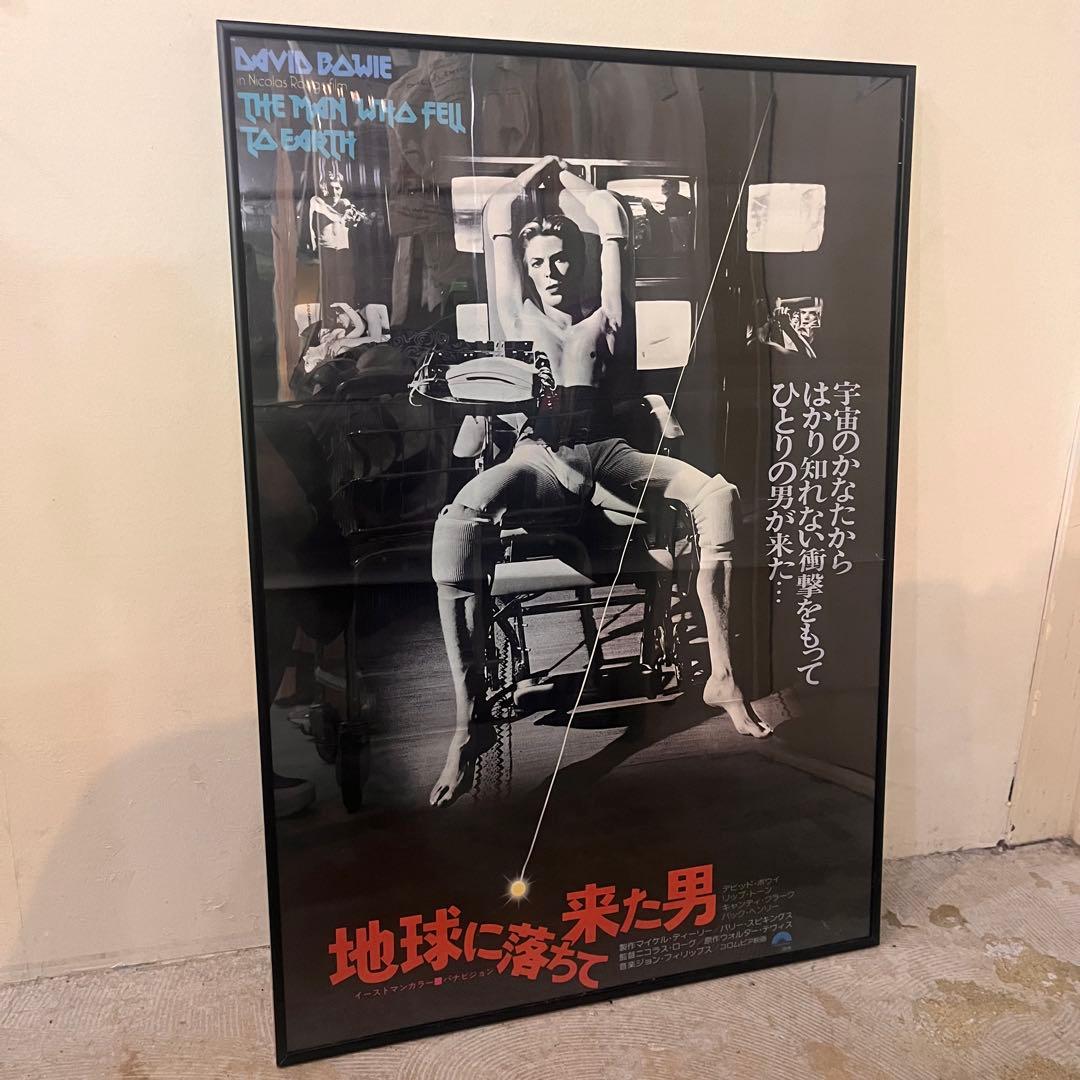 DAVID BOWIE
in Nicolas Roeg's film
THE MAN WHO FELL
TO EARTH
宇宙のかなたから
はかり知れない衝撃をもって
ひとりの男が来た…
地球に落ちて来た男
イーストマンカラー パナビジョン
デビッド・ボウイ
リップ・トーン
キャンディ・クラーク
バック・ヘンリー
製作マイケル・ディーリー/バリー・スピキングス
監督ニコラス・ローグ/原作ウォルター・テヴィス
音楽ジョン・フィリップス/コロムビア映画